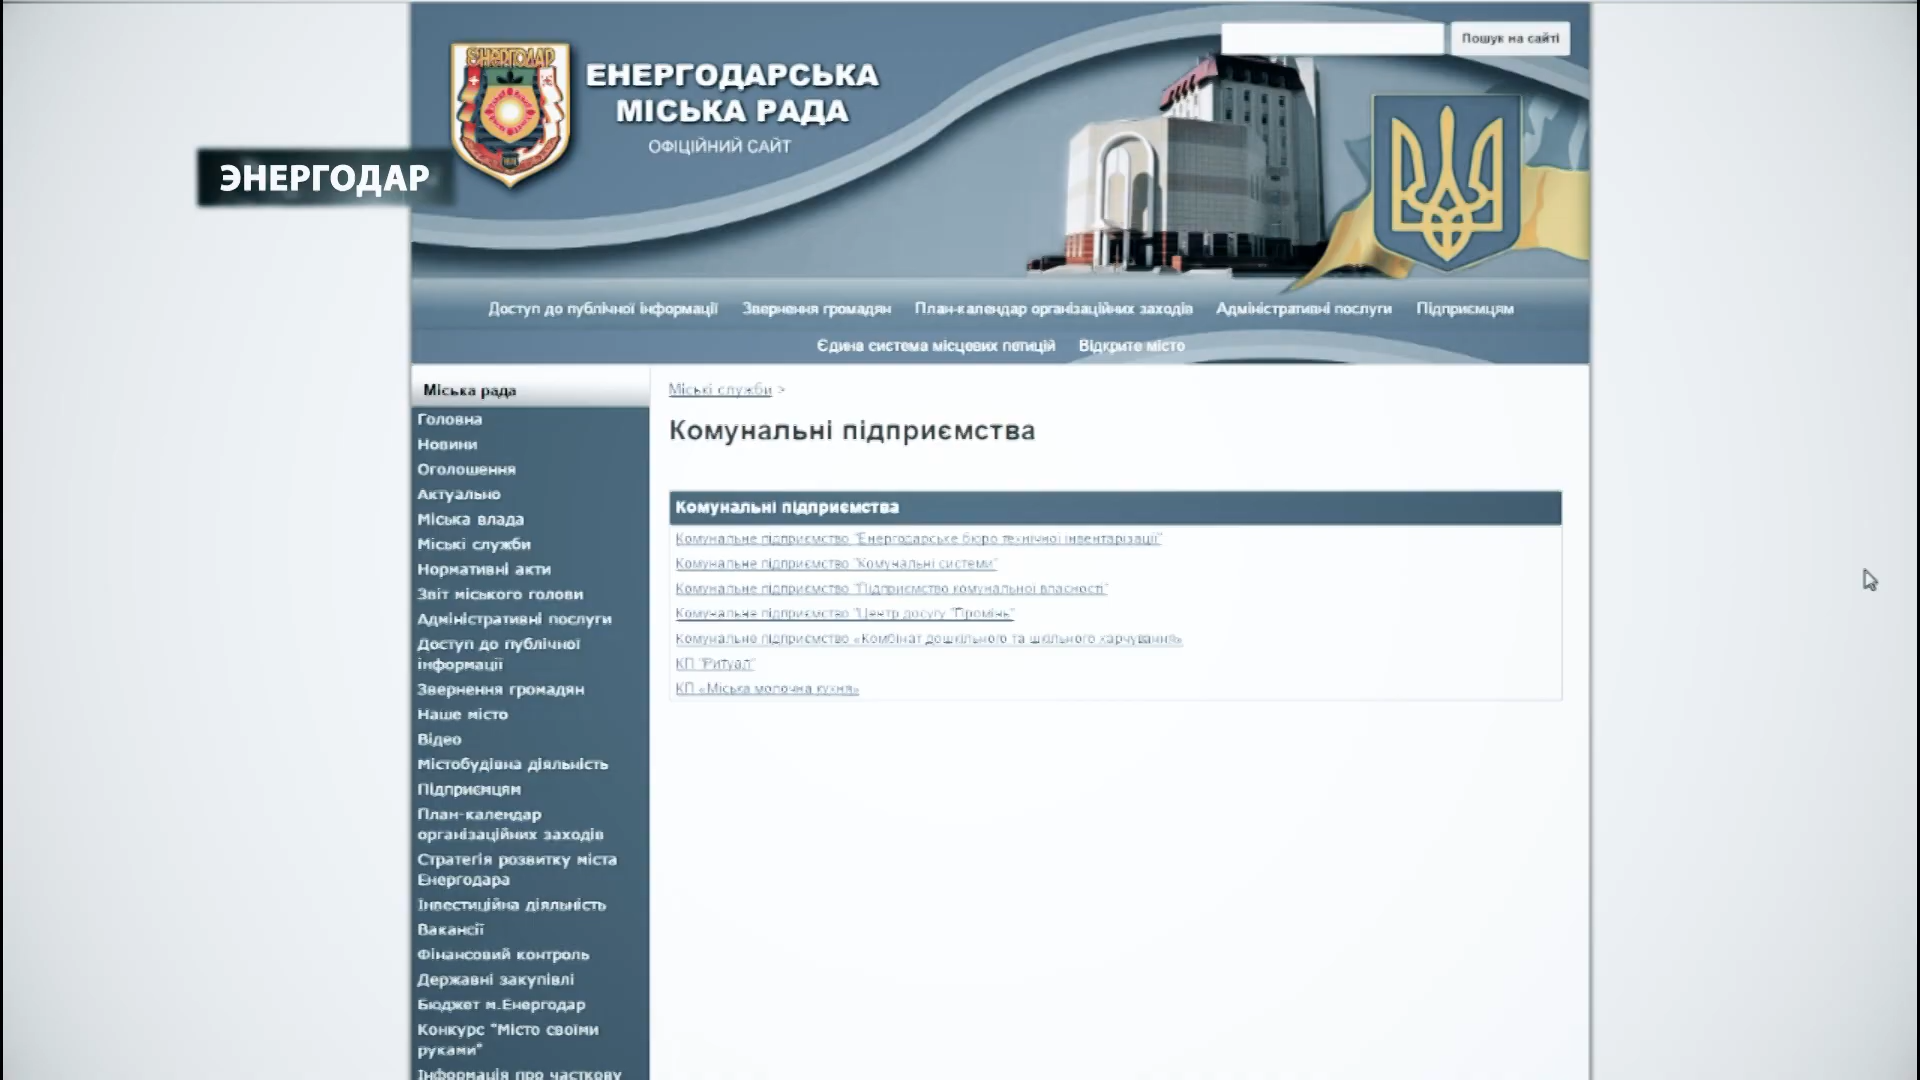 Пошук на сайті
ЕНЕРГОДАР
ЕНЕРГОДАРСЬКА
МІСЬКА РАДА
ОФІЦІЙНИЙ САЙТ
ЭНЕРГОДАР
Доступ до публічної інформації Звернення громадян План-календар організаційних заходів Адміністративні послуги Підприємцям
Єдина система місцевих петицій Відкрите місто
Міська рада
Головна
Новини
Оголошення
Актуально
Міська влада
Міські служби
Нормативні акти
Звіт міського голови
Адміністративні послуги
Доступ до публічної
інформації
Звернення громадян
Наше місто
Відео
Містобудівна діяльність
Підприємцям
План-календар
організаційних заходів
Стратегія розвитку міста
Енергодара
Інвестиційна діяльність
Вакансії
Фінансовий контроль
Державні закупівлі
Бюджет м.Енергодар
Конкурс "Місто своїми
руками"
Інформація про часткову
Міські служби >
Комунальні підприємства
Комунальні підприємства
Комунальне підприємство "Енергодарське бюро технічної інвентарізації"
Комунальне підприємство "Комунальні системи"
Комунальне підприємство "Підприємство комунальної власності"
Комунальне підприємство "Центр досугу "Промінь"
Комунальне підприємство «Комбінат дошкільного та шкільного харчування»
КП "Ритуал"
КП «Міська молочна кухня»